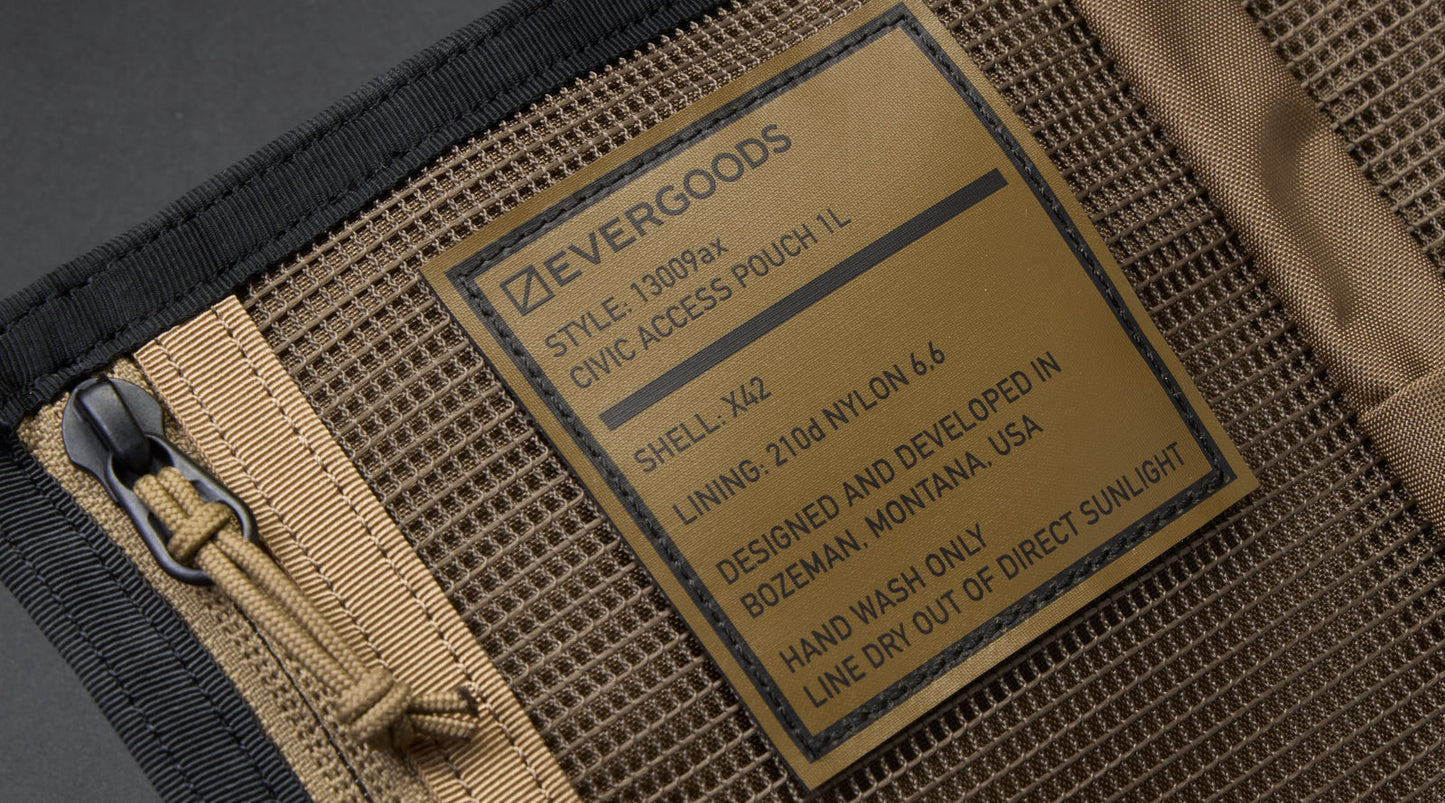 EVERGOODS
STYLE: 13009ax
CIVIC ACCESS POUCH 1L
SHELL: X42
LINING: 210d NYLON 6.6
DESIGNED AND DEVELOPED IN
BOZEMAN, MONTANA, USA
HAND WASH ONLY
LINE DRY OUT OF DIRECT SUNLIGHT